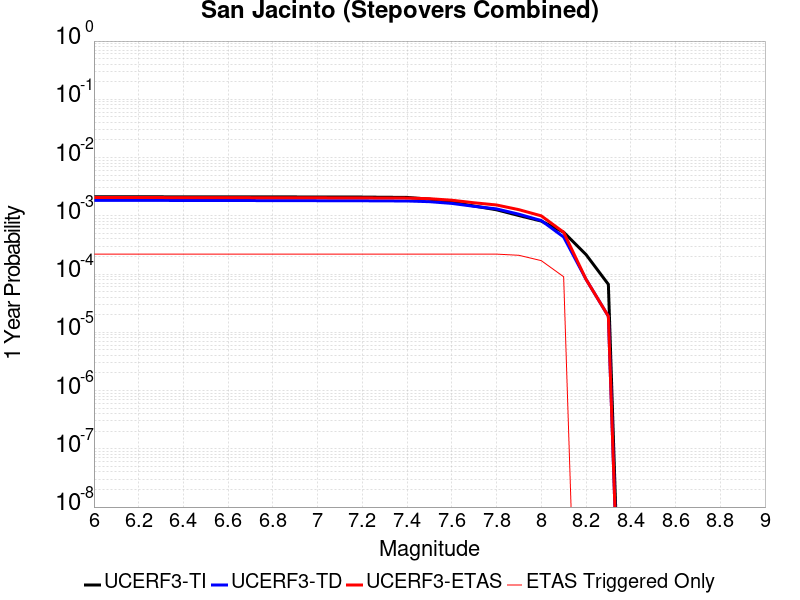 San Jacinto (Stepovers Combined)
10^0
10^-1
10^-2
10^-3
10^-4
10^-5
10^-6
10^-7
10^-8
1 Year Probability
6 6.2 6.4 6.6 6.8 7 7.2 7.4 7.6 7.8 8 8.2 8.4 8.6 8.8 9
Magnitude
UCERF3-TI UCERF3-TD UCERF3-ETAS ETAS Triggered Only